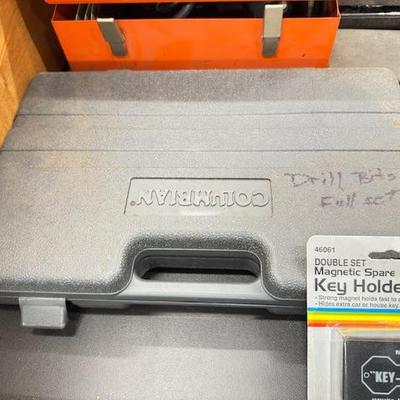 COLUMBIAN®
Drill Bits
Full set
46061
DOUBLE SET
Magnetic Spare
Key Holde
• Strong magnet holds fast to
• Hides extra car or house key.
"KEY-